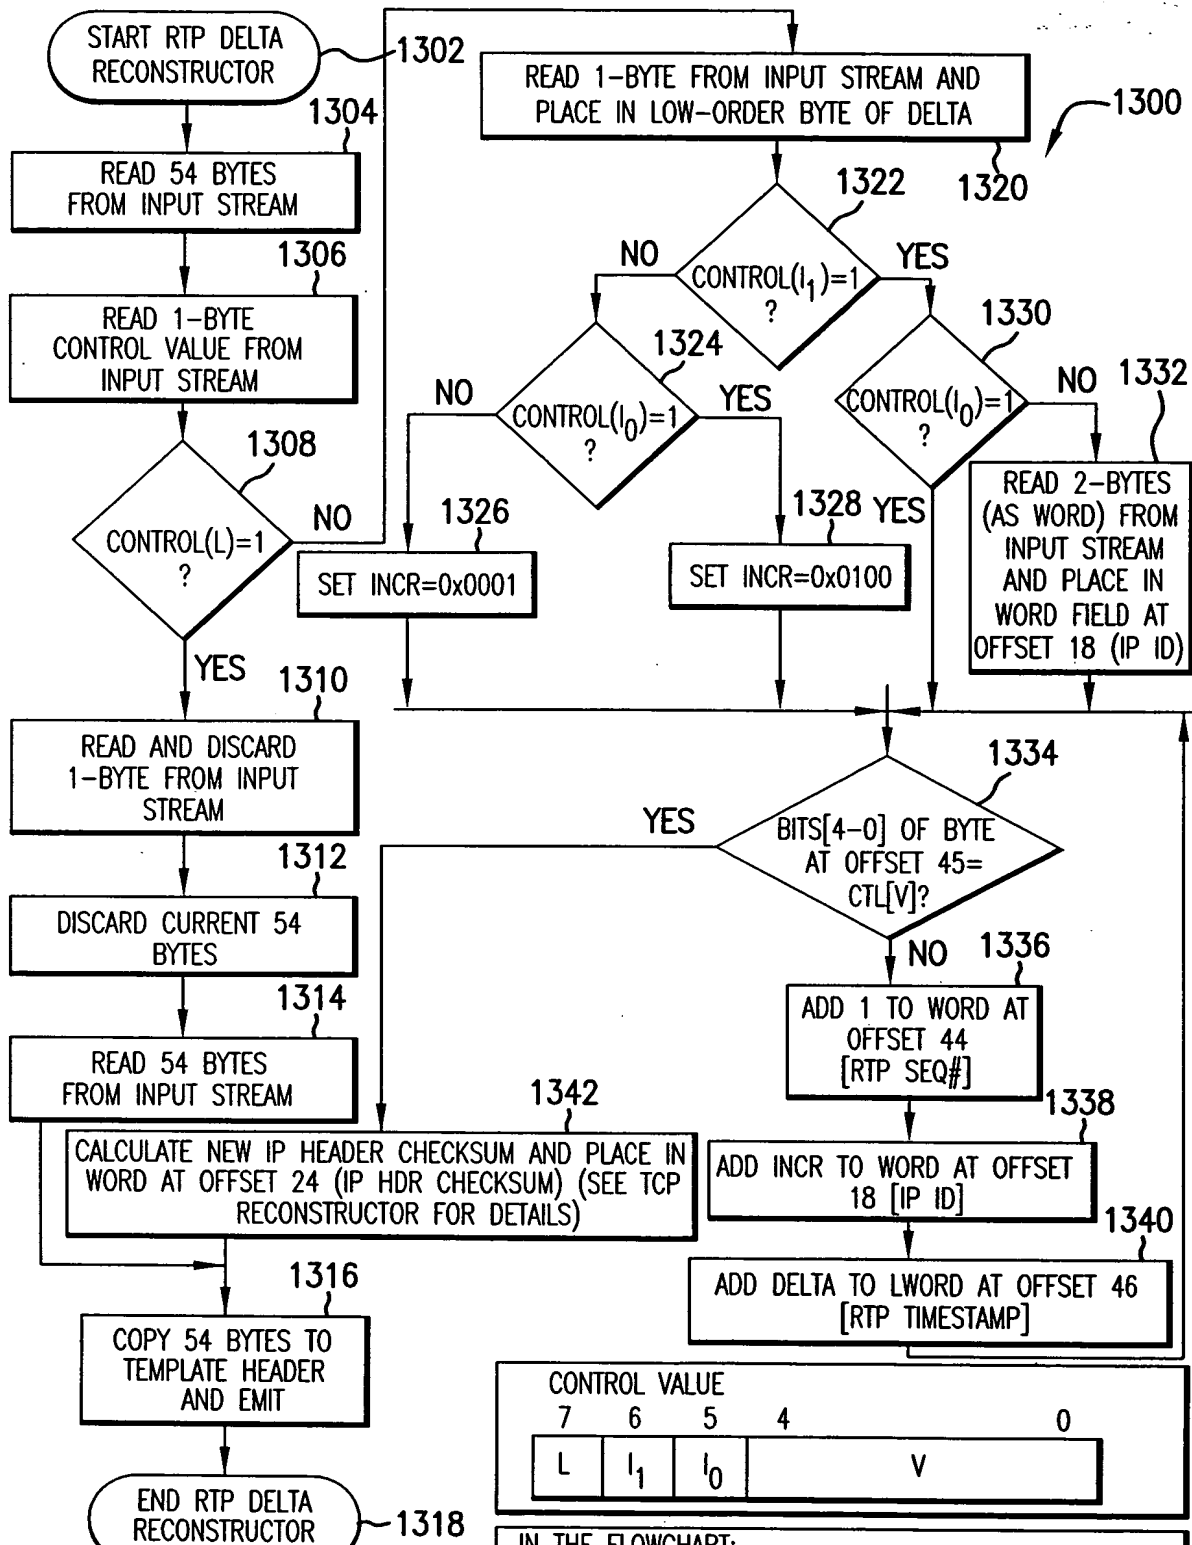 START RTP DELTA
RECONSTRUCTOR
1302
1304
READ 54 BYTES
FROM INPUT STREAM
1306
READ 1-BYTE
CONTROL VALUE FROM
INPUT STREAM
1308
CONTROL(L)=1
?
NO
YES
1310
READ AND DISCARD
1-BYTE FROM INPUT
STREAM
1312
DISCARD CURRENT 54
BYTES
1314
READ 54 BYTES
FROM INPUT STREAM
1300
READ 1-BYTE FROM INPUT STREAM AND
PLACE IN LOW-ORDER BYTE OF DELTA
1320
1322
CONTROL(I1)=1
?
NO
YES
1324
CONTROL(I0)=1
?
NO
YES
1326
SET INCR=0x0001
1328
SET INCR=0x0100
1330
CONTROL(I0)=1
?
NO
YES
1332
READ 2-BYTES
(AS WORD) FROM
INPUT STREAM
AND PLACE IN
WORD FIELD AT
OFFSET 18 (IP ID)
1334
BITS[4-0] OF BYTE
AT OFFSET 45=
CTL[V]?
YES
NO
1336
ADD 1 TO WORD AT
OFFSET 44
[RTP SEQ#]
1338
ADD INCR TO WORD AT OFFSET
18 [IP ID]
1340
ADD DELTA TO LWORD AT OFFSET 46
[RTP TIMESTAMP]
1342
CALCULATE NEW IP HEADER CHECKSUM AND PLACE IN
WORD AT OFFSET 24 (IP HDR CHECKSUM) (SEE TCP
RECONSTRUCTOR FOR DETAILS)
1316
COPY 54 BYTES TO
TEMPLATE HEADER
AND EMIT
END RTP DELTA
RECONSTRUCTOR
1318
CONTROL VALUE
7 6 5 4 0
L I1 I0 V
IN THE FLOWCHART: